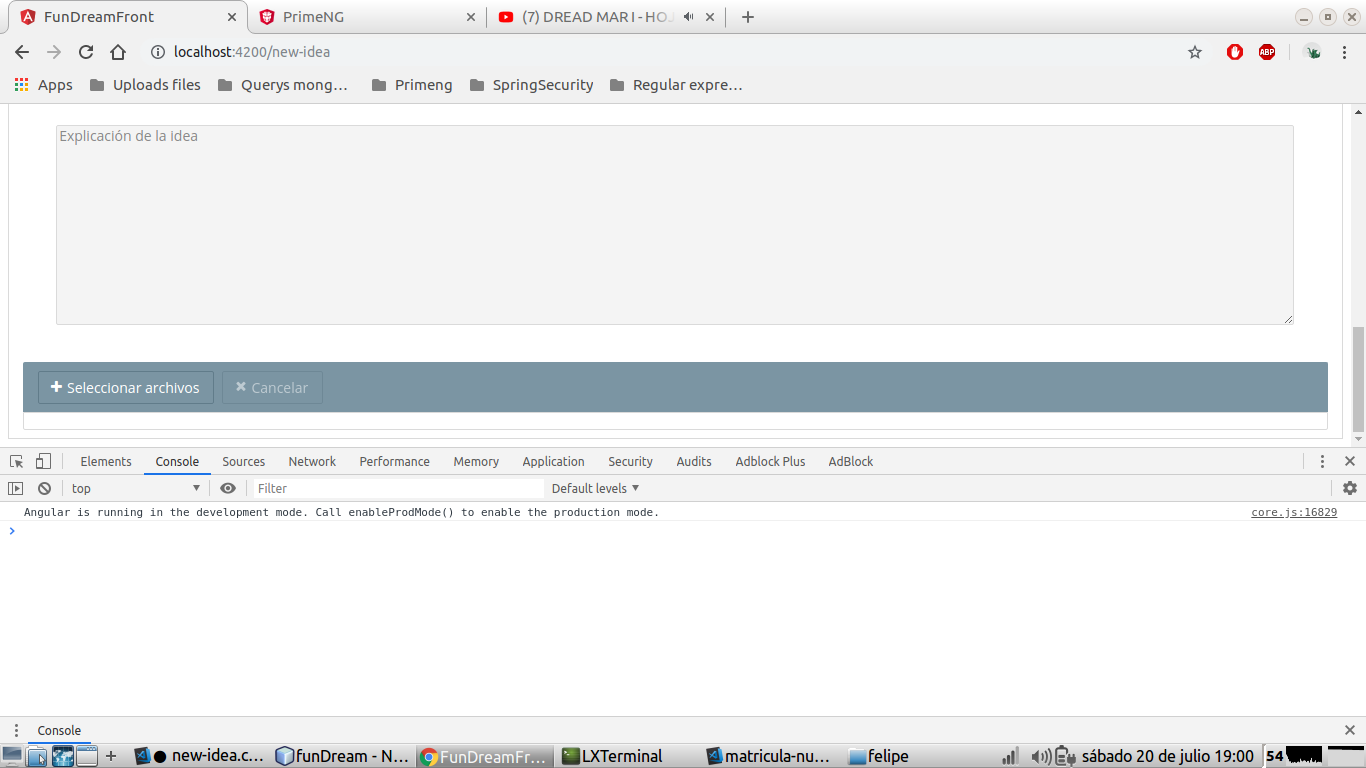 FunDreamFront
PrimeNG
(7) DREAD MAR I - HOJ
localhost:4200/new-idea
ABP
Apps
Uploads files
Querys mong…
Primeng
SpringSecurity
Regular expre…
Explicación de la idea
Seleccionar archivos
Cancelar
Elements
Console
Sources
Network
Performance
Memory
Application
Security
Audits
Adblock Plus
AdBlock
top
Filter
Default levels
Angular is running in the development mode. Call enableProdMode() to enable the production mode.
core.js:16829
Console
● new-idea.c…
funDream - N…
FunDreamFr…
LXTerminal
matricula-nu…
felipe
sábado 20 de julio 19:00
54